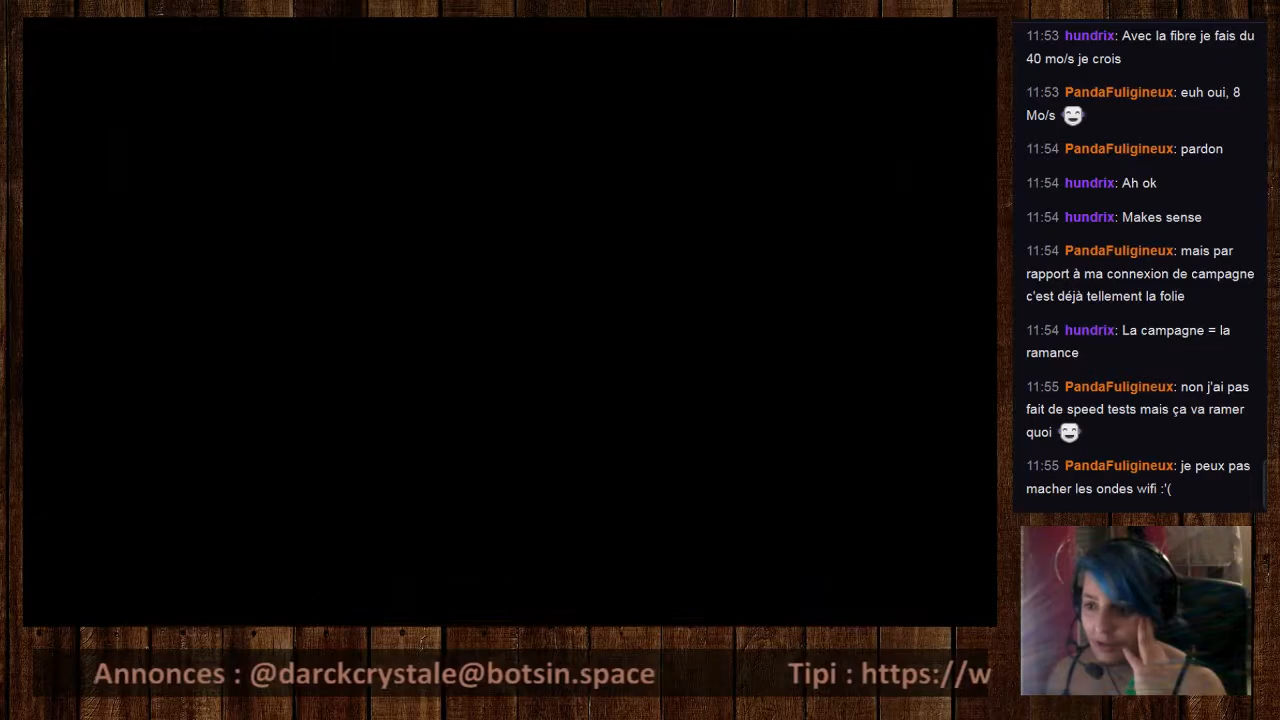 11:53 hundrix: Avec la fibre je fais du
40 mo/s je crois
11:53 PandaFuligineux: euh oui, 8
Mo/s
11:54 PandaFuligineux: pardon
11:54 hundrix: Ah ok
11:54 hundrix: Makes sense
11:54 PandaFuligineux: mais par
rapport à ma connexion de campagne
c'est déjà tellement la folie
11:54 hundrix: La campagne = la
ramance
11:55 PandaFuligineux: non j'ai pas
fait de speed tests mais ça va ramer
quoi
11:55 PandaFuligineux: je peux pas
macher les ondes wifi :'(
Annonces : @darckcrystale@botsin.space Tipi : https://w